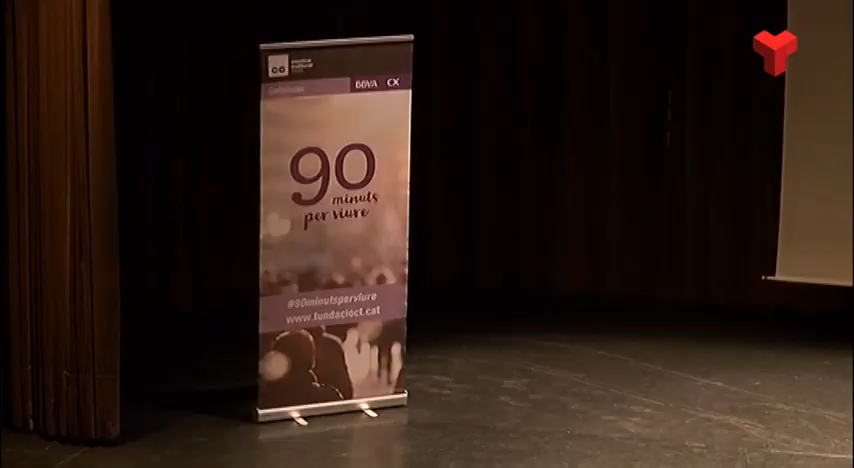 BBVA CX
90
minuts
per viure
#90minutsperviure
www.fundacioct.cat